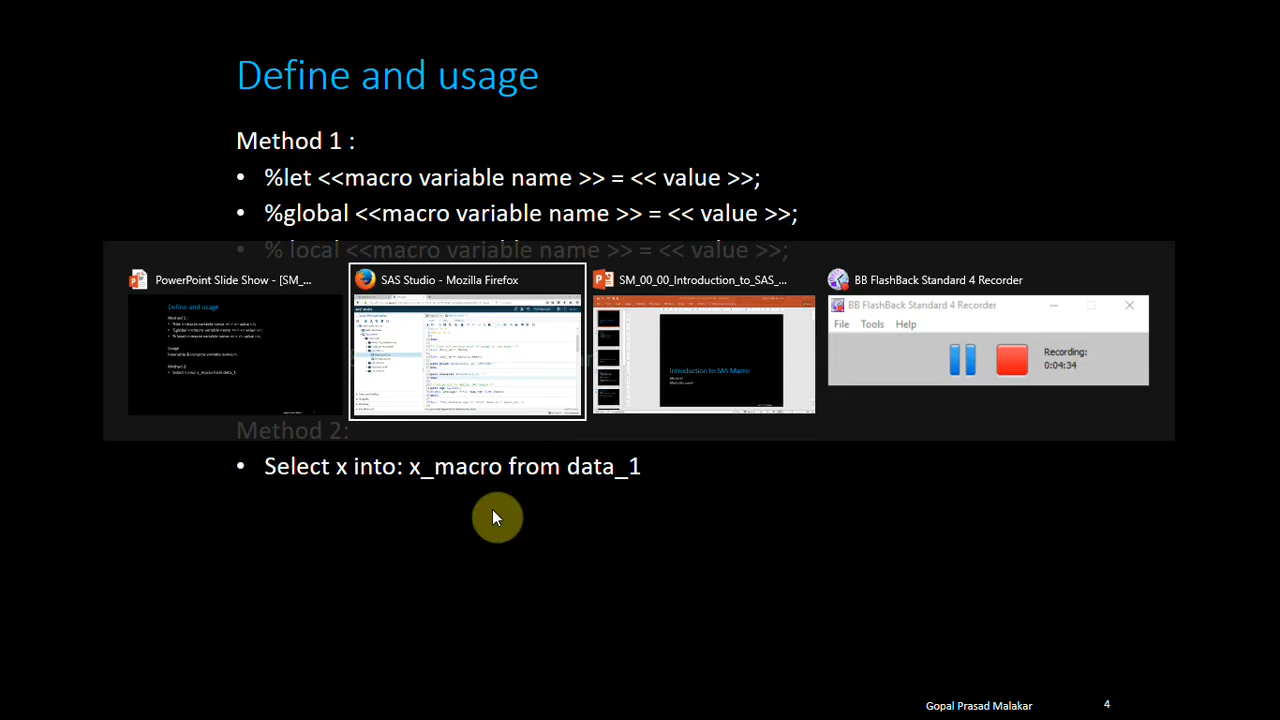 Define and usage
Method 1 :
• %let <<macro variable name >> = << value >>;
• %global <<macro variable name >> = << value >>;
• % local <<macro variable name >> = << value >>;
PowerPoint Slide Show - [SM_...
SAS Studio - Mozilla Firefox
SM_00_00_Introduction_to_SAS_...
BB FlashBack Standard 4 Recorder
BB FlashBack Standard 4 Recorder
File Tools Help
Recording:
0:04:34
Define and usage
Introduction to SAS Macro
Method 2:
• Select x into: x_macro from data_1
Gopal Prasad Malakar 4